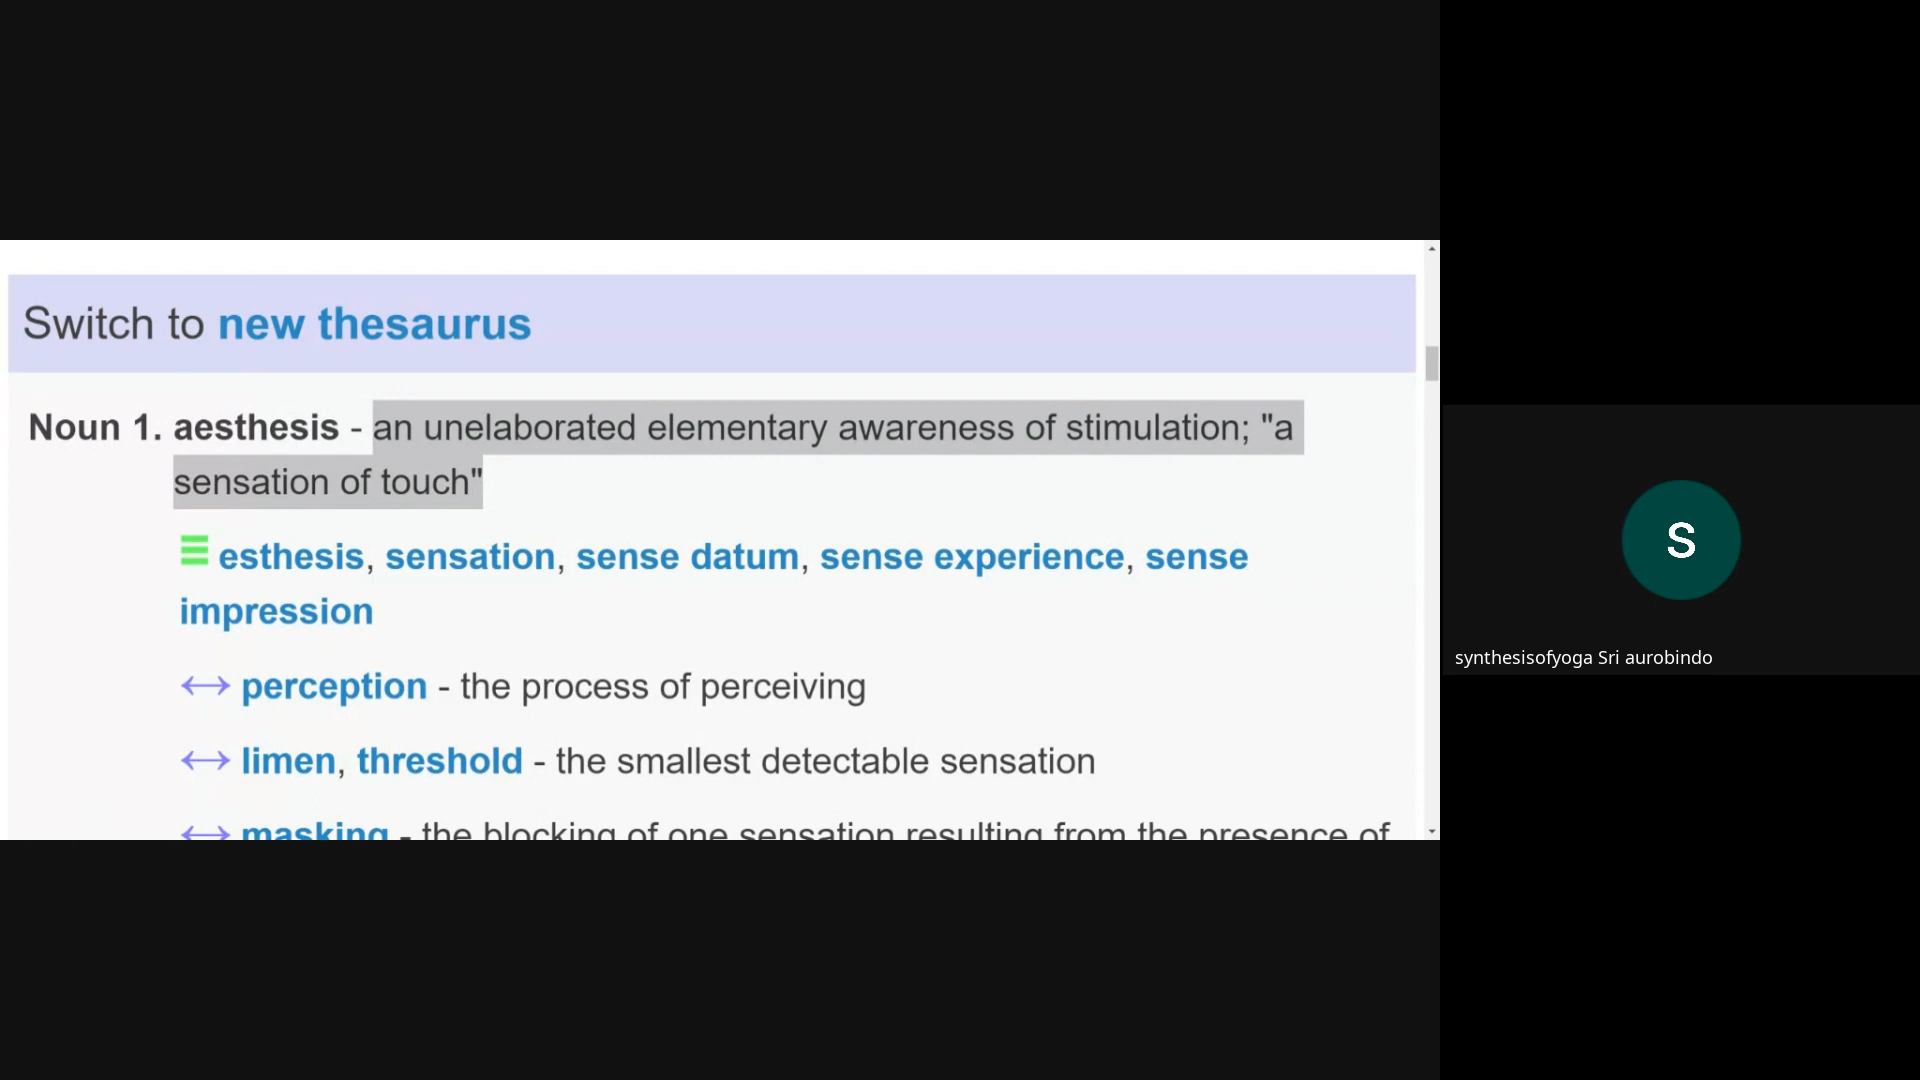 Switch to new thesaurus
Noun 1. aesthesis - an unelaborated elementary awareness of stimulation; "a
sensation of touch"
esthesis, sensation, sense datum, sense experience, sense
impression
perception - the process of perceiving
limen, threshold - the smallest detectable sensation
masking - the blocking of one sensation resulting from the presence of
S
synthesisofyoga Sri aurobindo